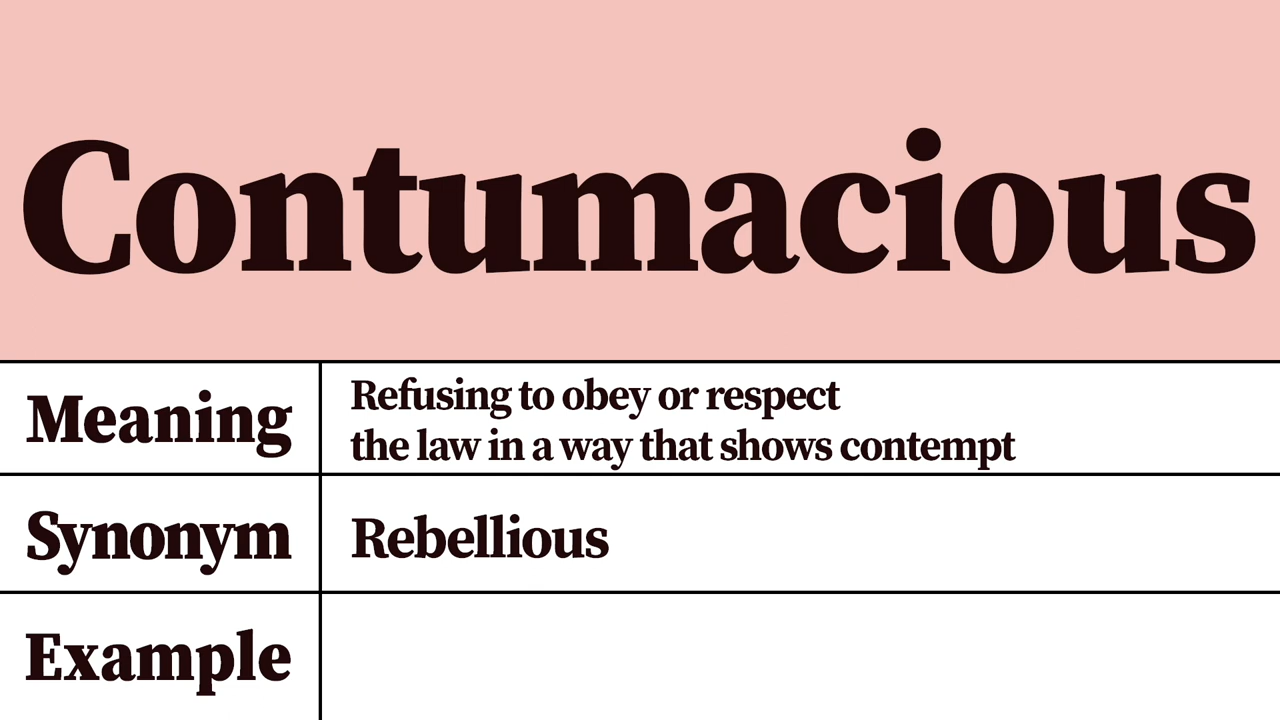 Contumacious
Meaning
Refusing to obey or respect
the law in a way that shows contempt
Synonym
Rebellious
Example